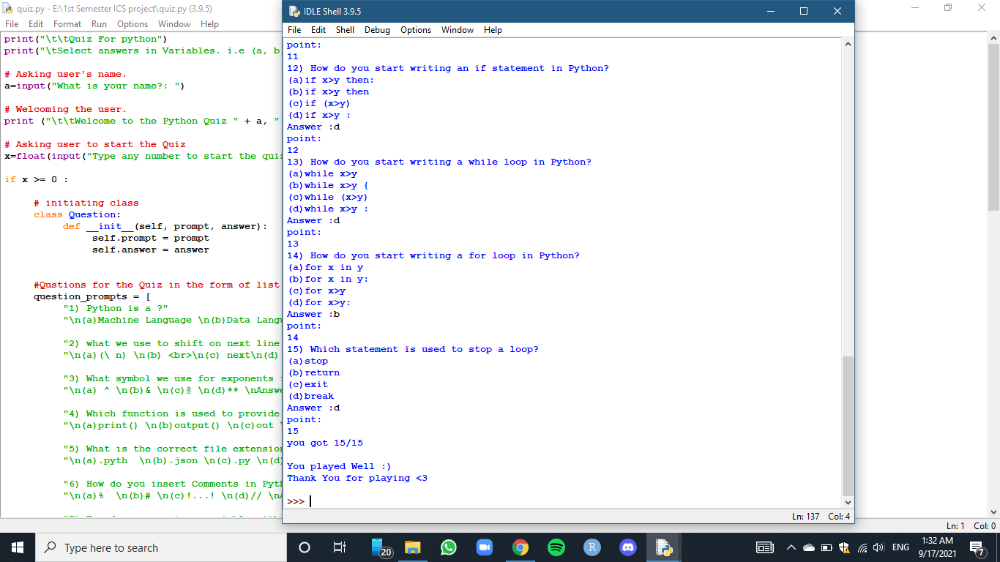 quiz.py - E:\1st Semester ICS project\quiz.py (3.9.5)
File Edit Format Run Options Window Help
print("\t\tQuiz For python")
print("\tSelect answers in Variables. i.e (a, b
# Asking user's name.
a=input("What is your name?: ")
# Welcoming the user.
print ("\t\tWelcome to the Python Quiz " + a, "
# Asking user to start the Quiz
x=float(input("Type any number to start the qui
if x >= 0 :
# initiating class
class Question:
def __init__(self, prompt, answer):
self.prompt = prompt
self.answer = answer
#Qustions for the Quiz in the form of list
question_prompts = [
"1) Python is a ?"
"\n(a)Machine Language \n(b)Data Lang
"2) what we use to shift on next line
"\n(a)(\ n) \n(b) <br>\n(c) next\n(d)
"3) What symbol we use for exponents
"\n(a) ^ \n(b)& \n(c)@ \n(d)** \nAnsw
"4) Which function is used to provide
"\n(a)print() \n(b)output() \n(c)out
"5) What is the correct file extension
"\n(a).pyth  \n(b).json \n(c).py \n(d)
"6) How do you insert Comments in Pyt
"\n(a)%  \n(b)# \n(c)!...! \n(d)// \n
IDLE Shell 3.9.5
File Edit Shell Debug Options Window Help
point:
11
12) How do you start writing an if statement in Python?
(a)if x>y then:
(b)if x>y then
(c)if (x>y)
(d)if x>y :
Answer :d
point:
12
13) How do you start writing a while loop in Python?
(a)while x>y
(b)while x>y {
(c)while (x>y)
(d)while x>y :
Answer :d
point:
13
14) How do you start writing a for loop in Python?
(a)for x in y
(b)for x in y:
(c)for x>y
(d)for x>y:
Answer :b
point:
14
15) Which statement is used to stop a loop?
(a)stop
(b)return
(c)exit
(d)break
Answer :d
point:
15
you got 15/15
You played Well :)
Thank You for playing <3
>>>
Ln: 137 Col: 4
Ln: 1 Col: 0
Type here to search
20
R
ENG
1:32 AM
9/17/2021
7